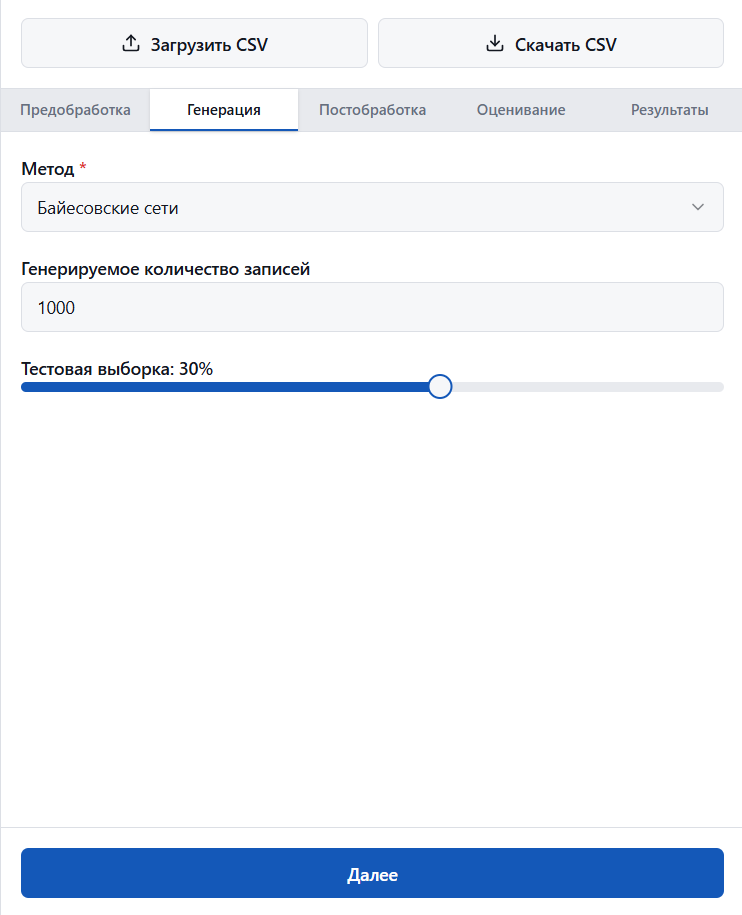 Загрузить CSV
Скачать CSV
Предобработка
Генерация
Постобработка
Оценивание
Результаты
Метод *
Байесовские сети
Генерируемое количество записей
1000
Тестовая выборка: 30%
Далее